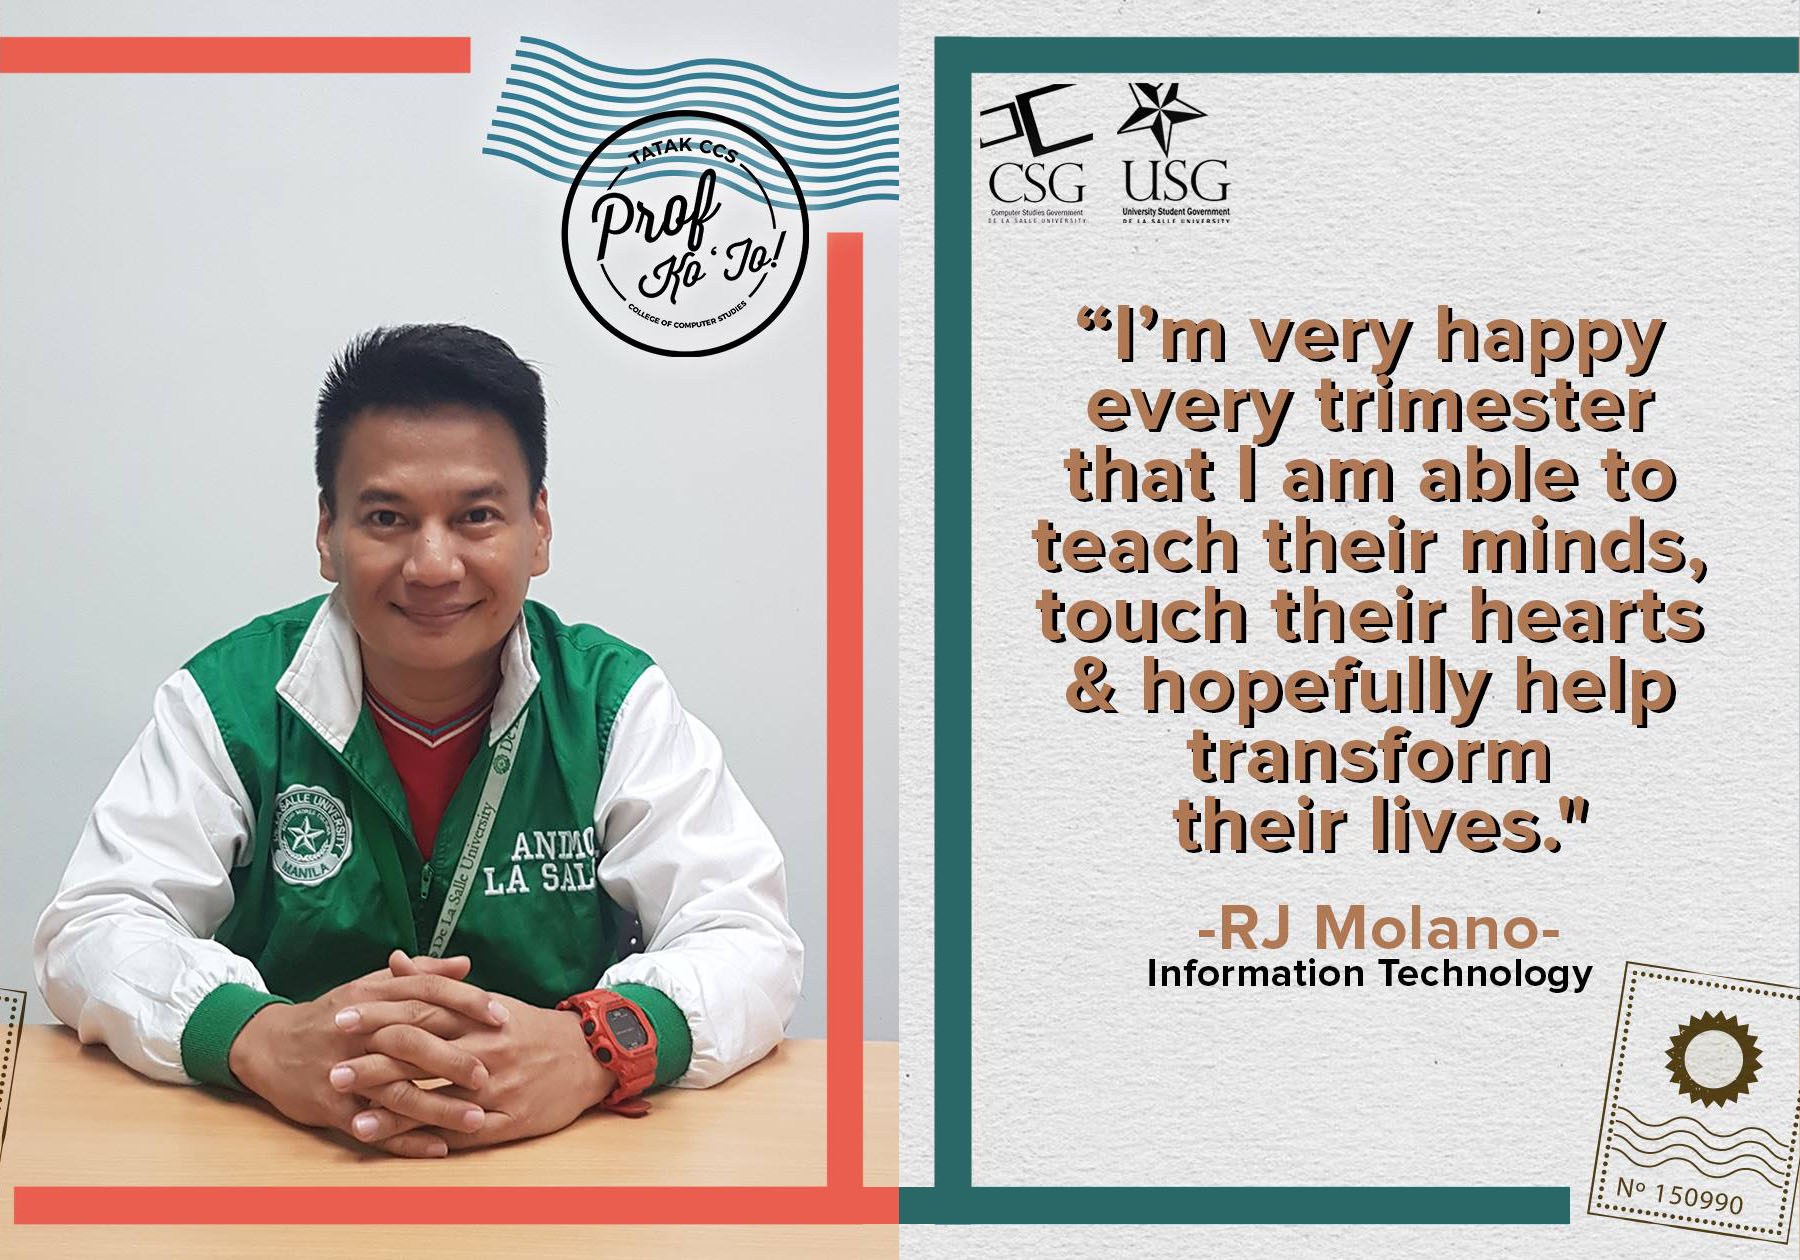 TATAK CCS
Prof
Ko 'To!
COLLEGE OF COMPUTER STUDIES
DE LA SALLE UNIVERSITY
MANILA
ANIMO
LA SAL
De La Salle University
De
CSG
Computer Studies Government
DE LA SALLE UNIVERSITY
USG
University Student Government
DE LA SALLE UNIVERSITY
“I’m very happy
every trimester
that I am able to
teach their minds,
touch their hearts
& hopefully help
transform
their lives."
-RJ Molano-
Information Technology
Nº 150990